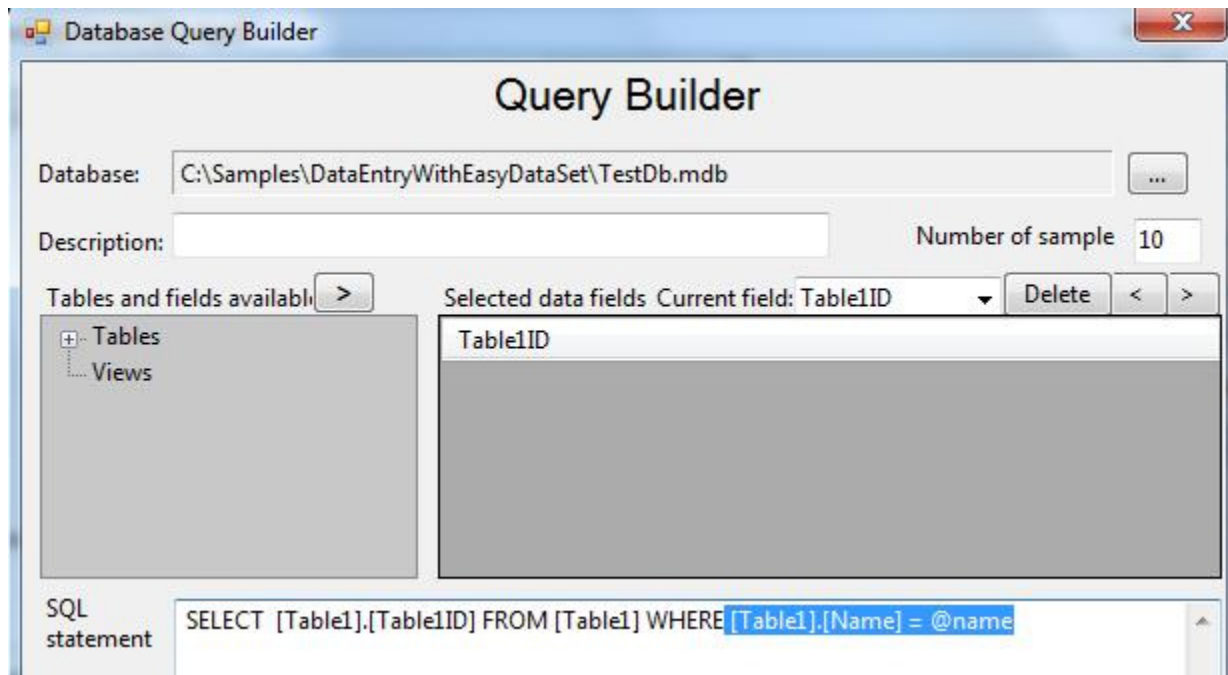 Database Query Builder
X
Query Builder
Database: C:\Samples\DataEntryWithEasyDataSet\TestDb.mdb ...
Description: Number of sample 10
Tables and fields availabl > Selected data fields Current field: Table1ID Delete < >
Tables Table1ID
Views
SQL SELECT [Table1].[Table1ID] FROM [Table1] WHERE [Table1].[Name] = @name
statement